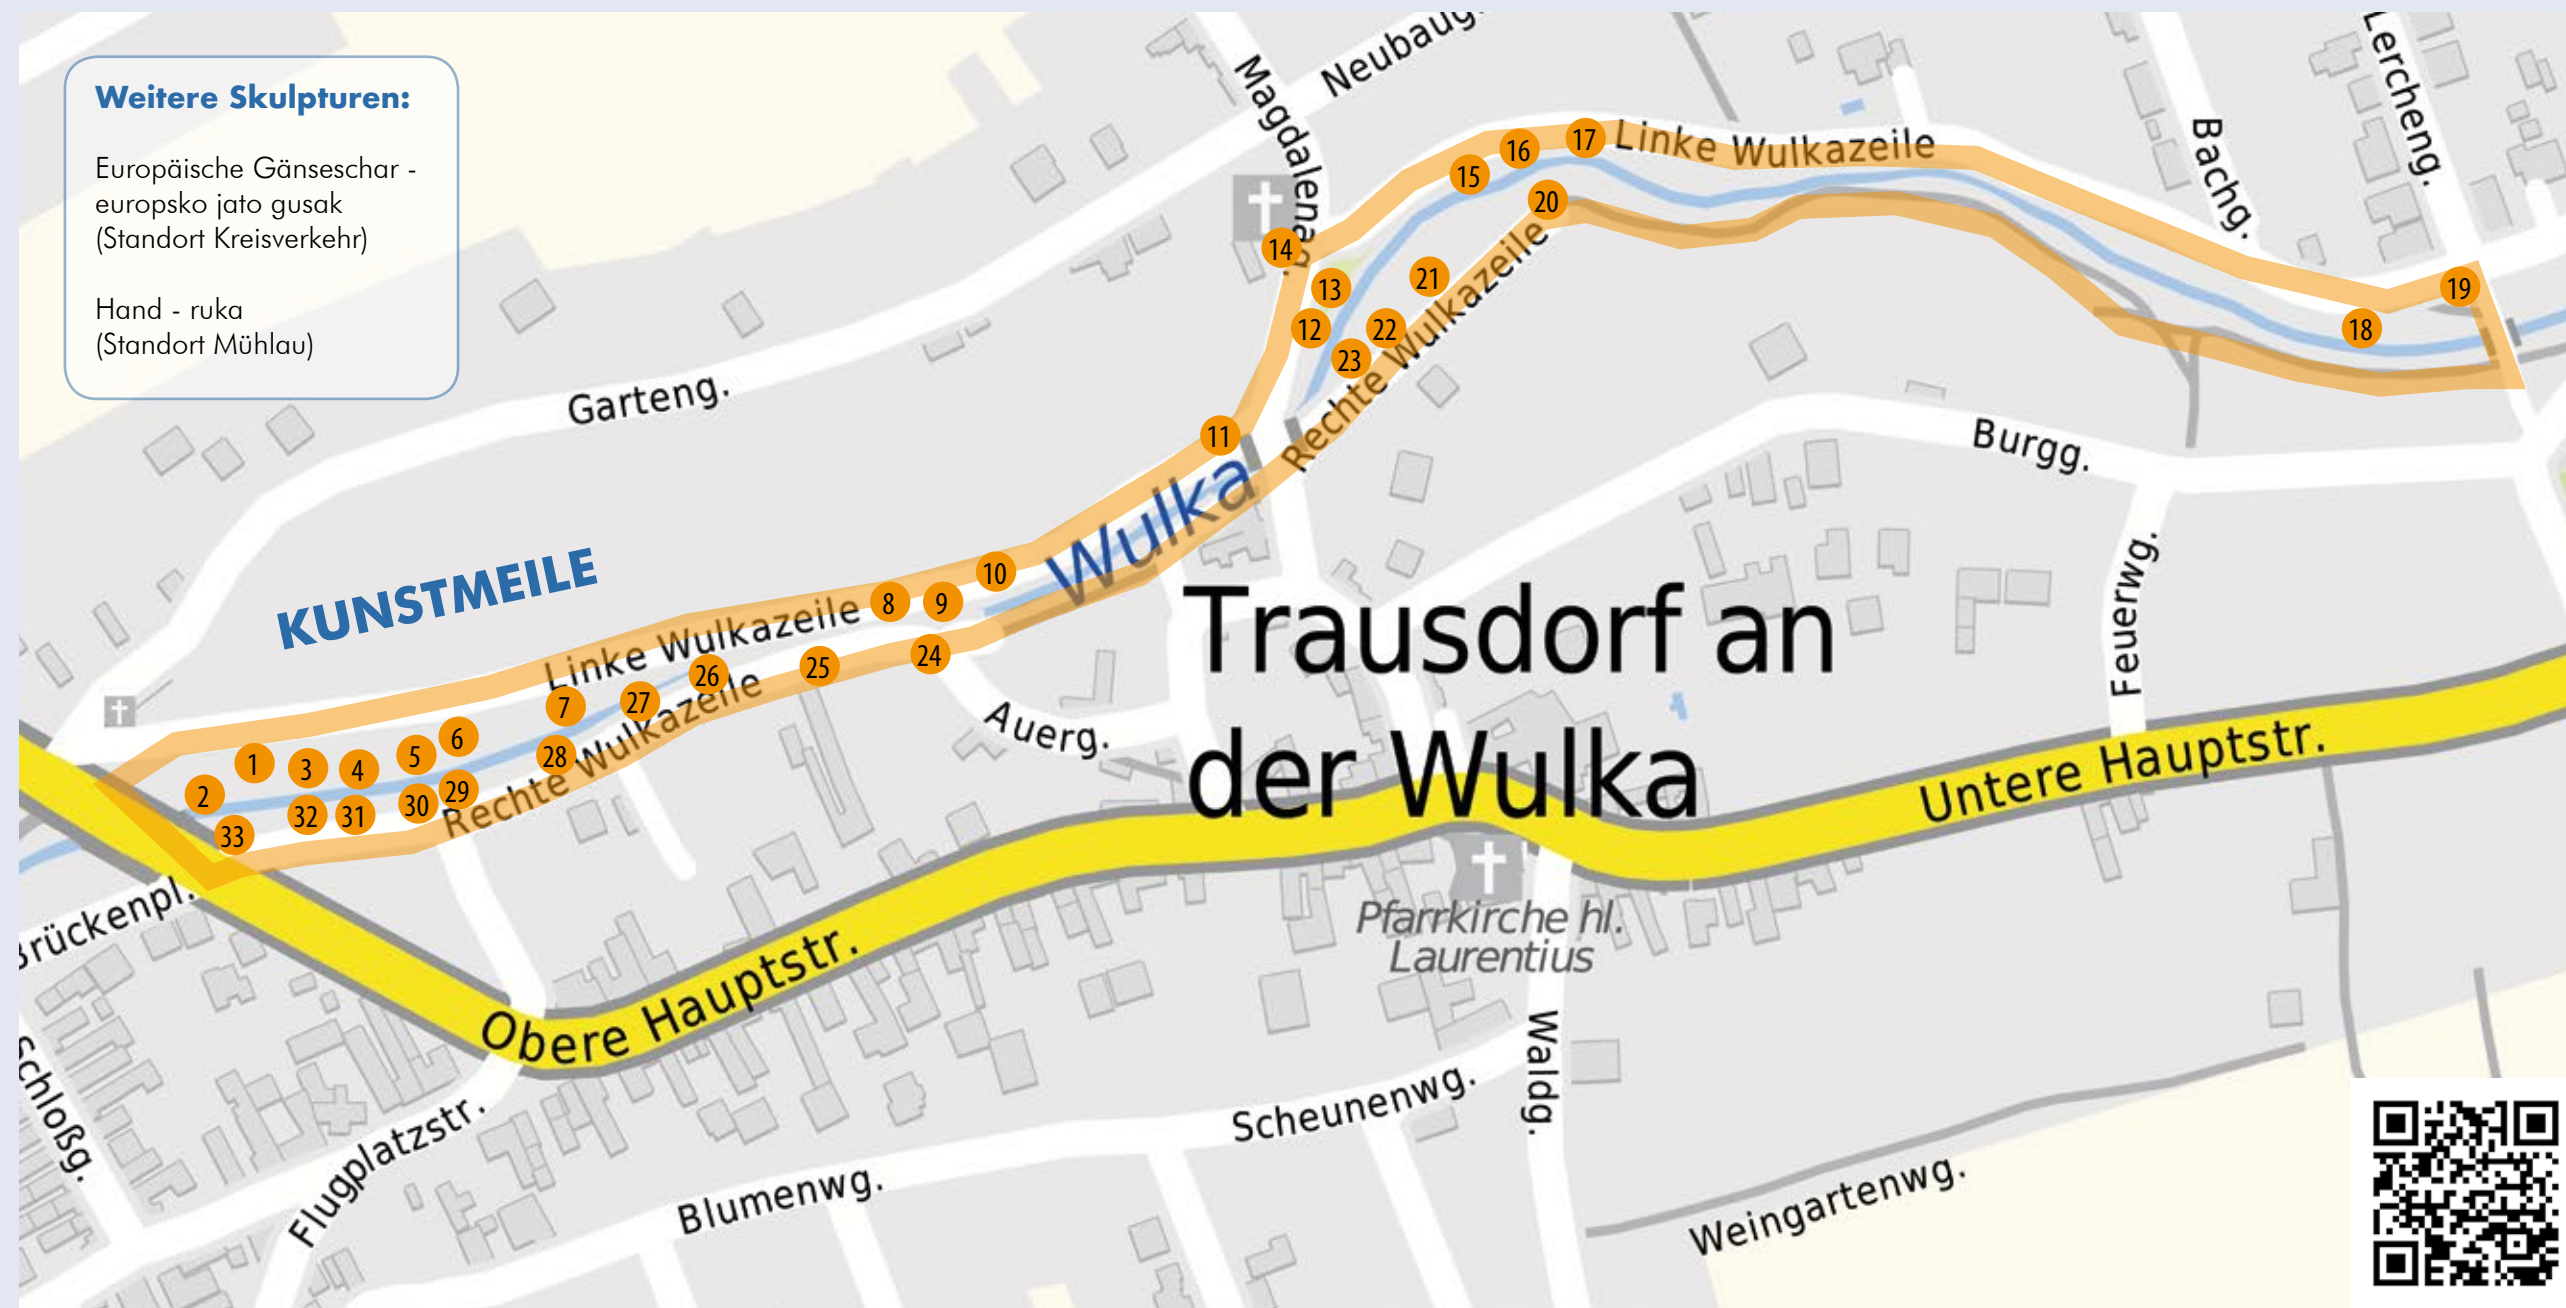 Weitere Skulpturen:
Europäische Gänseschar -
europsko jato gusak
(Standort Kreisverkehr)
Hand - ruka
(Standort Mühlau)
KUNSTMEILE
Neubaug.
Magdalena
Linke Wulkazeile
Bachg.
Lercheng.
Garteng.
Rechte Wulkazeile
Wulka
Burgg.
Feuerwg.
Linke Wulkazeile
Rechte Wulkazeile
Auerg.
Trausdorf an
der Wulka
Untere Hauptstr.
Obere Hauptstr.
Pfarrkirche hl.
Laurentius
Brückenpl.
Schloßg.
Flugplatzstr.
Blumenwg.
Scheunenwg.
Waldg.
Weingartenwg.
1
2
3
4
5
6
7
8
9
10
11
12
13
14
15
16
17
18
19
20
21
22
23
24
25
26
27
28
29
30
31
32
33